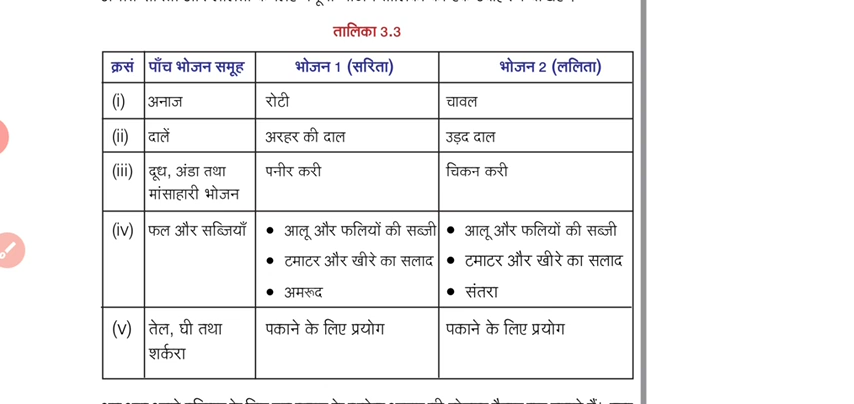 तालिका 3.3
क्रसं पाँच भोजन समूह भोजन 1 (सरिता) भोजन 2 (ललिता)
(i) अनाज रोटी चावल
(ii) दालें अरहर की दाल उड़द दाल
(iii) दूध, अंडा तथा पनीर करी चिकन करी
मांसाहारी भोजन
(iv) फल और सब्जियाँ • आलू और फलियों की सब्जी • आलू और फलियों की सब्जी
• टमाटर और खीरे का सलाद • टमाटर और खीरे का सलाद
• अमरूद • संतरा
(v) तेल, घी तथा पकाने के लिए प्रयोग पकाने के लिए प्रयोग
शर्करा